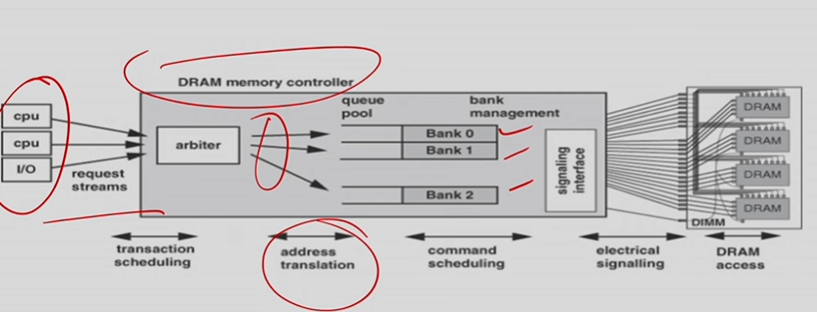 DRAM memory controller
cpu
cpu
I/O
request
streams
arbiter
queue
pool
bank
management
Bank 0
Bank 1
Bank 2
signaling
interface
DRAM
DRAM
DRAM
DRAM
DIMM
transaction
scheduling
address
translation
command
scheduling
electrical
signalling
DRAM
access